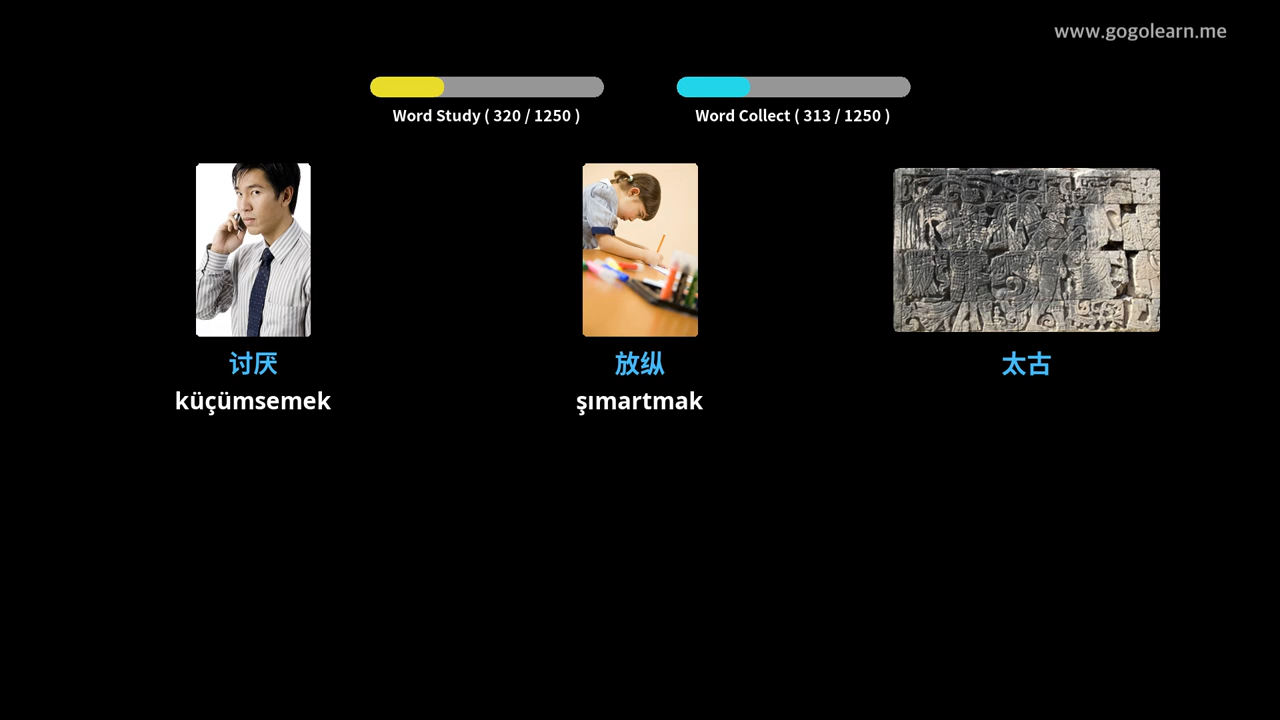 www.gogolearn.me
Word Study ( 320 / 1250 )
Word Collect ( 313 / 1250 )
讨厌
放纵
太古
küçümsemek
şımartmak